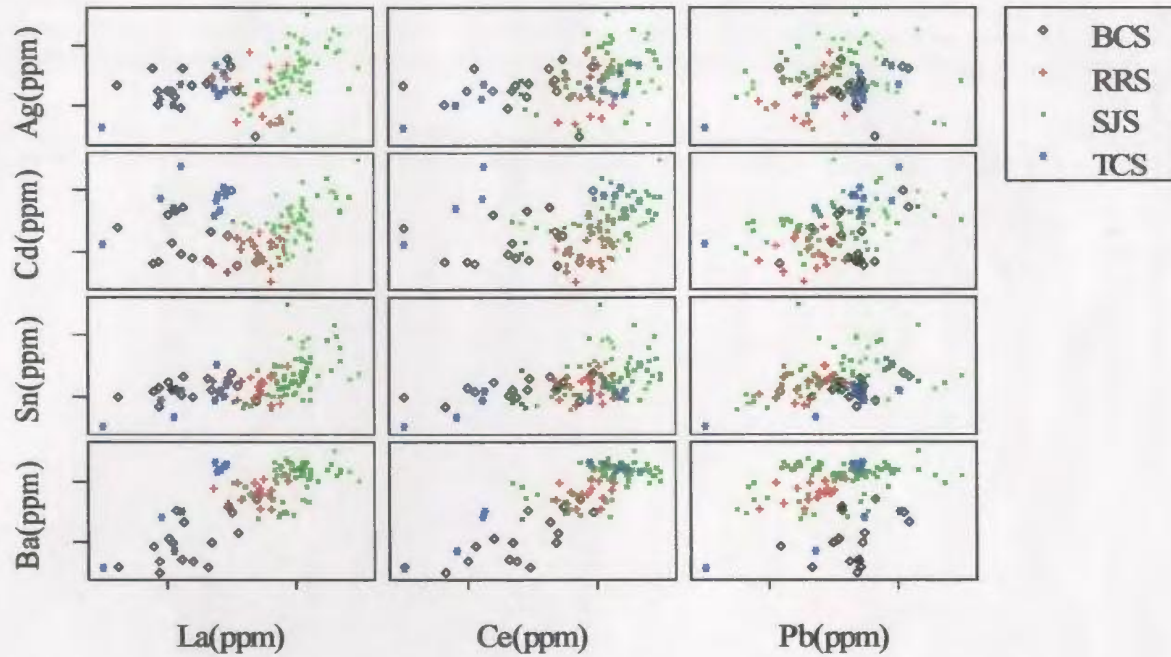 Ag(ppm)
Cd(ppm)
Sn(ppm)
Ba(ppm)
La(ppm)
Ce(ppm)
Pb(ppm)
BCS
RRS
SJS
TCS